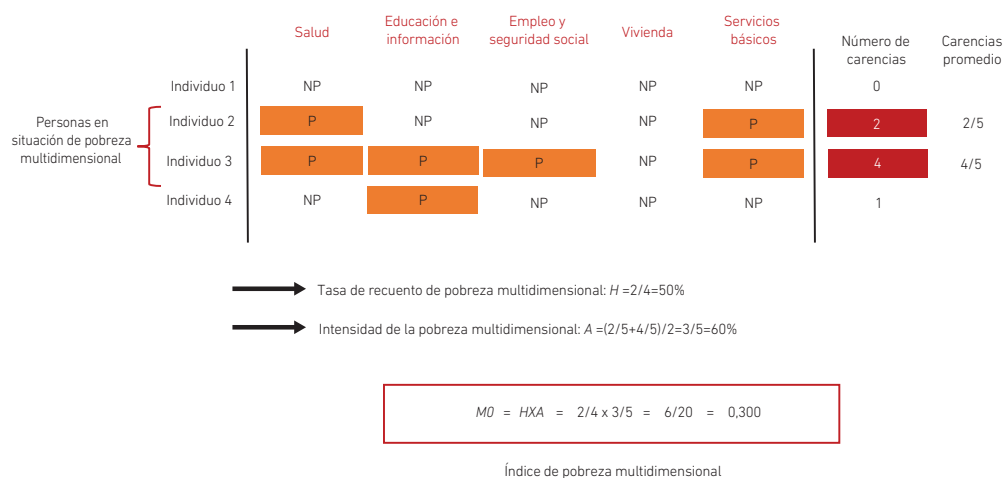 Salud
Educación e
información
Empleo y
seguridad social
Vivienda
Servicios
básicos
Número de
carencias
Carencias
promedio
Individuo 1 NP NP NP NP NP 0
Personas en
situación de pobreza
multidimensional
Individuo 2 P NP NP NP P 2 2/5
Individuo 3 P P P NP P 4 4/5
Individuo 4 NP P NP NP NP 1
Tasa de recuento de pobreza multidimensional: H =2/4=50%
Intensidad de la pobreza multidimensional: A =(2/5+4/5)/2=3/5=60%
M0 = HXA = 2/4 x 3/5 = 6/20 = 0,300
Índice de pobreza multidimensional